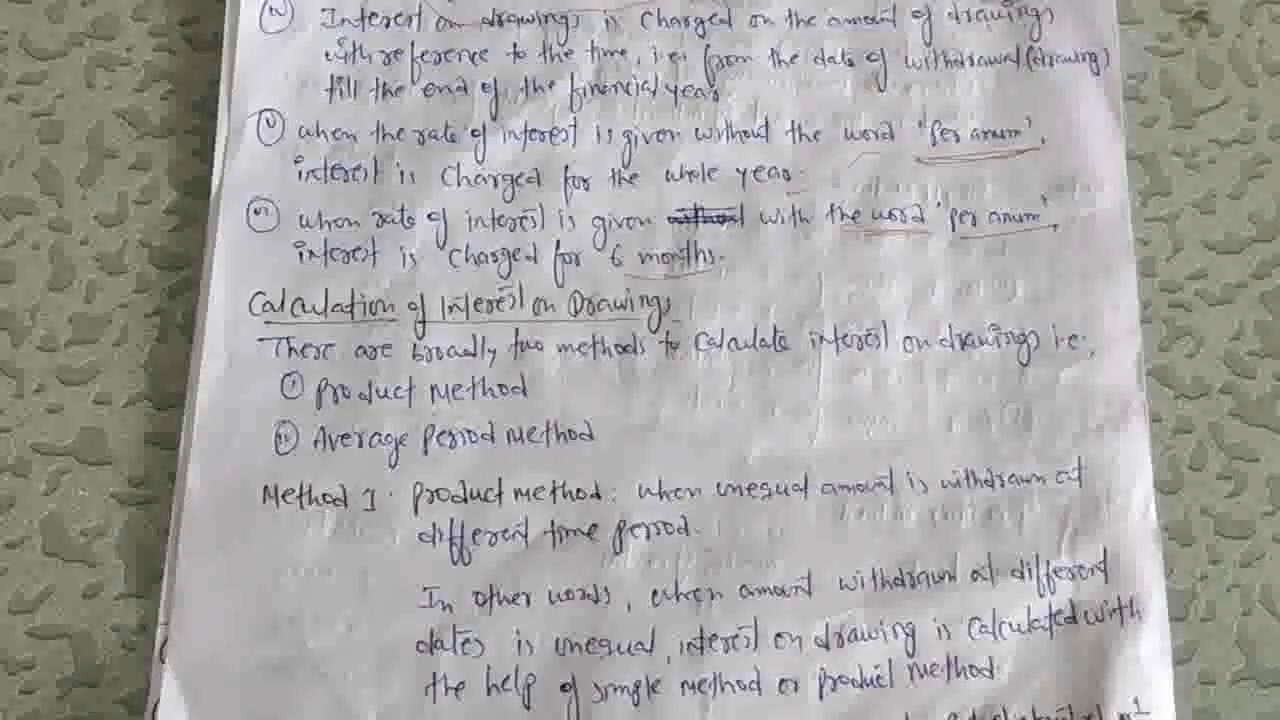 (iv) Interest on drawings is charged on the amount of drawings
with reference to the time, i.e. from the date of withdrawal (drawing)
till the end of the financial year.
(v) when the rate of interest is given without the word 'per anum',
interest is charged for the whole year.
(vi) when rate of interest is given with the word 'per anum',
interest is charged for 6 months.
Calculation of Interest on Drawings
There are broadly two methods to calculate interest on drawings i.e.,
(i) Product Method
(ii) Average Period Method
Method 1. Product method: when unequal amount is withdrawn at
different time period.
In other words, when amount withdrawn at different
dates is unequal, interest on drawing is calculated with
the help of simple method or product method.